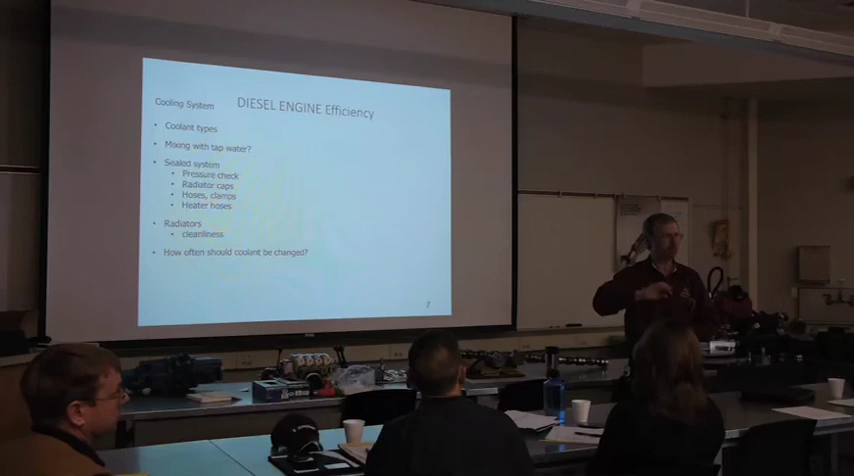 DIESEL ENGINE Efficiency
Cooling System
• Coolant types
• Mixing with tap water?
• Sealed system
• Pressure check
• Radiator caps
• Hoses, clamps
• Heater hoses
• Radiators
• cleanliness
• How often should coolant be changed?
7